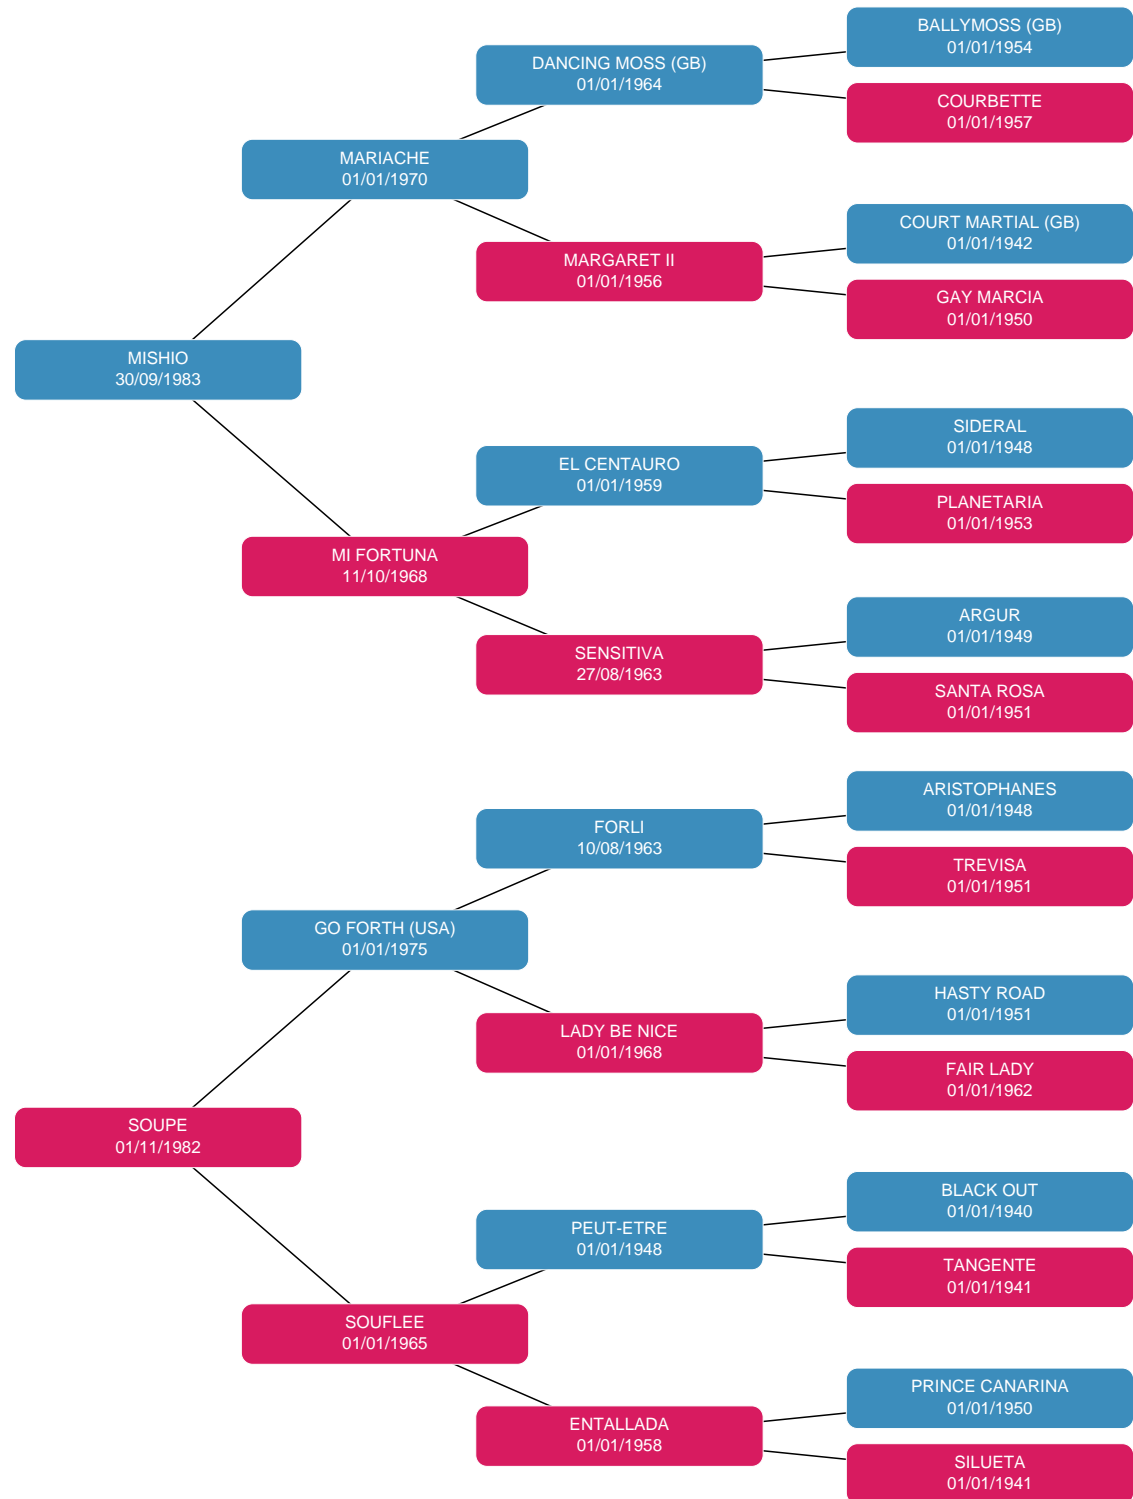 BALLYMOSS (GB)
01/01/1954
DANCING MOSS (GB)
01/01/1964
COURBETTE
01/01/1957
MARIACHE
01/01/1970
COURT MARTIAL (GB)
01/01/1942
MARGARET II
01/01/1956
GAY MARCIA
01/01/1950
MISHIO
30/09/1983
SIDERAL
01/01/1948
EL CENTAURO
01/01/1959
PLANETARIA
01/01/1953
MI FORTUNA
11/10/1968
ARGUR
01/01/1949
SENSITIVA
27/08/1963
SANTA ROSA
01/01/1951
ARISTOPHANES
01/01/1948
FORLI
10/08/1963
TREVISA
01/01/1951
GO FORTH (USA)
01/01/1975
HASTY ROAD
01/01/1951
LADY BE NICE
01/01/1968
FAIR LADY
01/01/1962
SOUPE
01/11/1982
BLACK OUT
01/01/1940
PEUT-ETRE
01/01/1948
TANGENTE
01/01/1941
SOUFLEE
01/01/1965
PRINCE CANARINA
01/01/1950
ENTALLADA
01/01/1958
SILUETA
01/01/1941